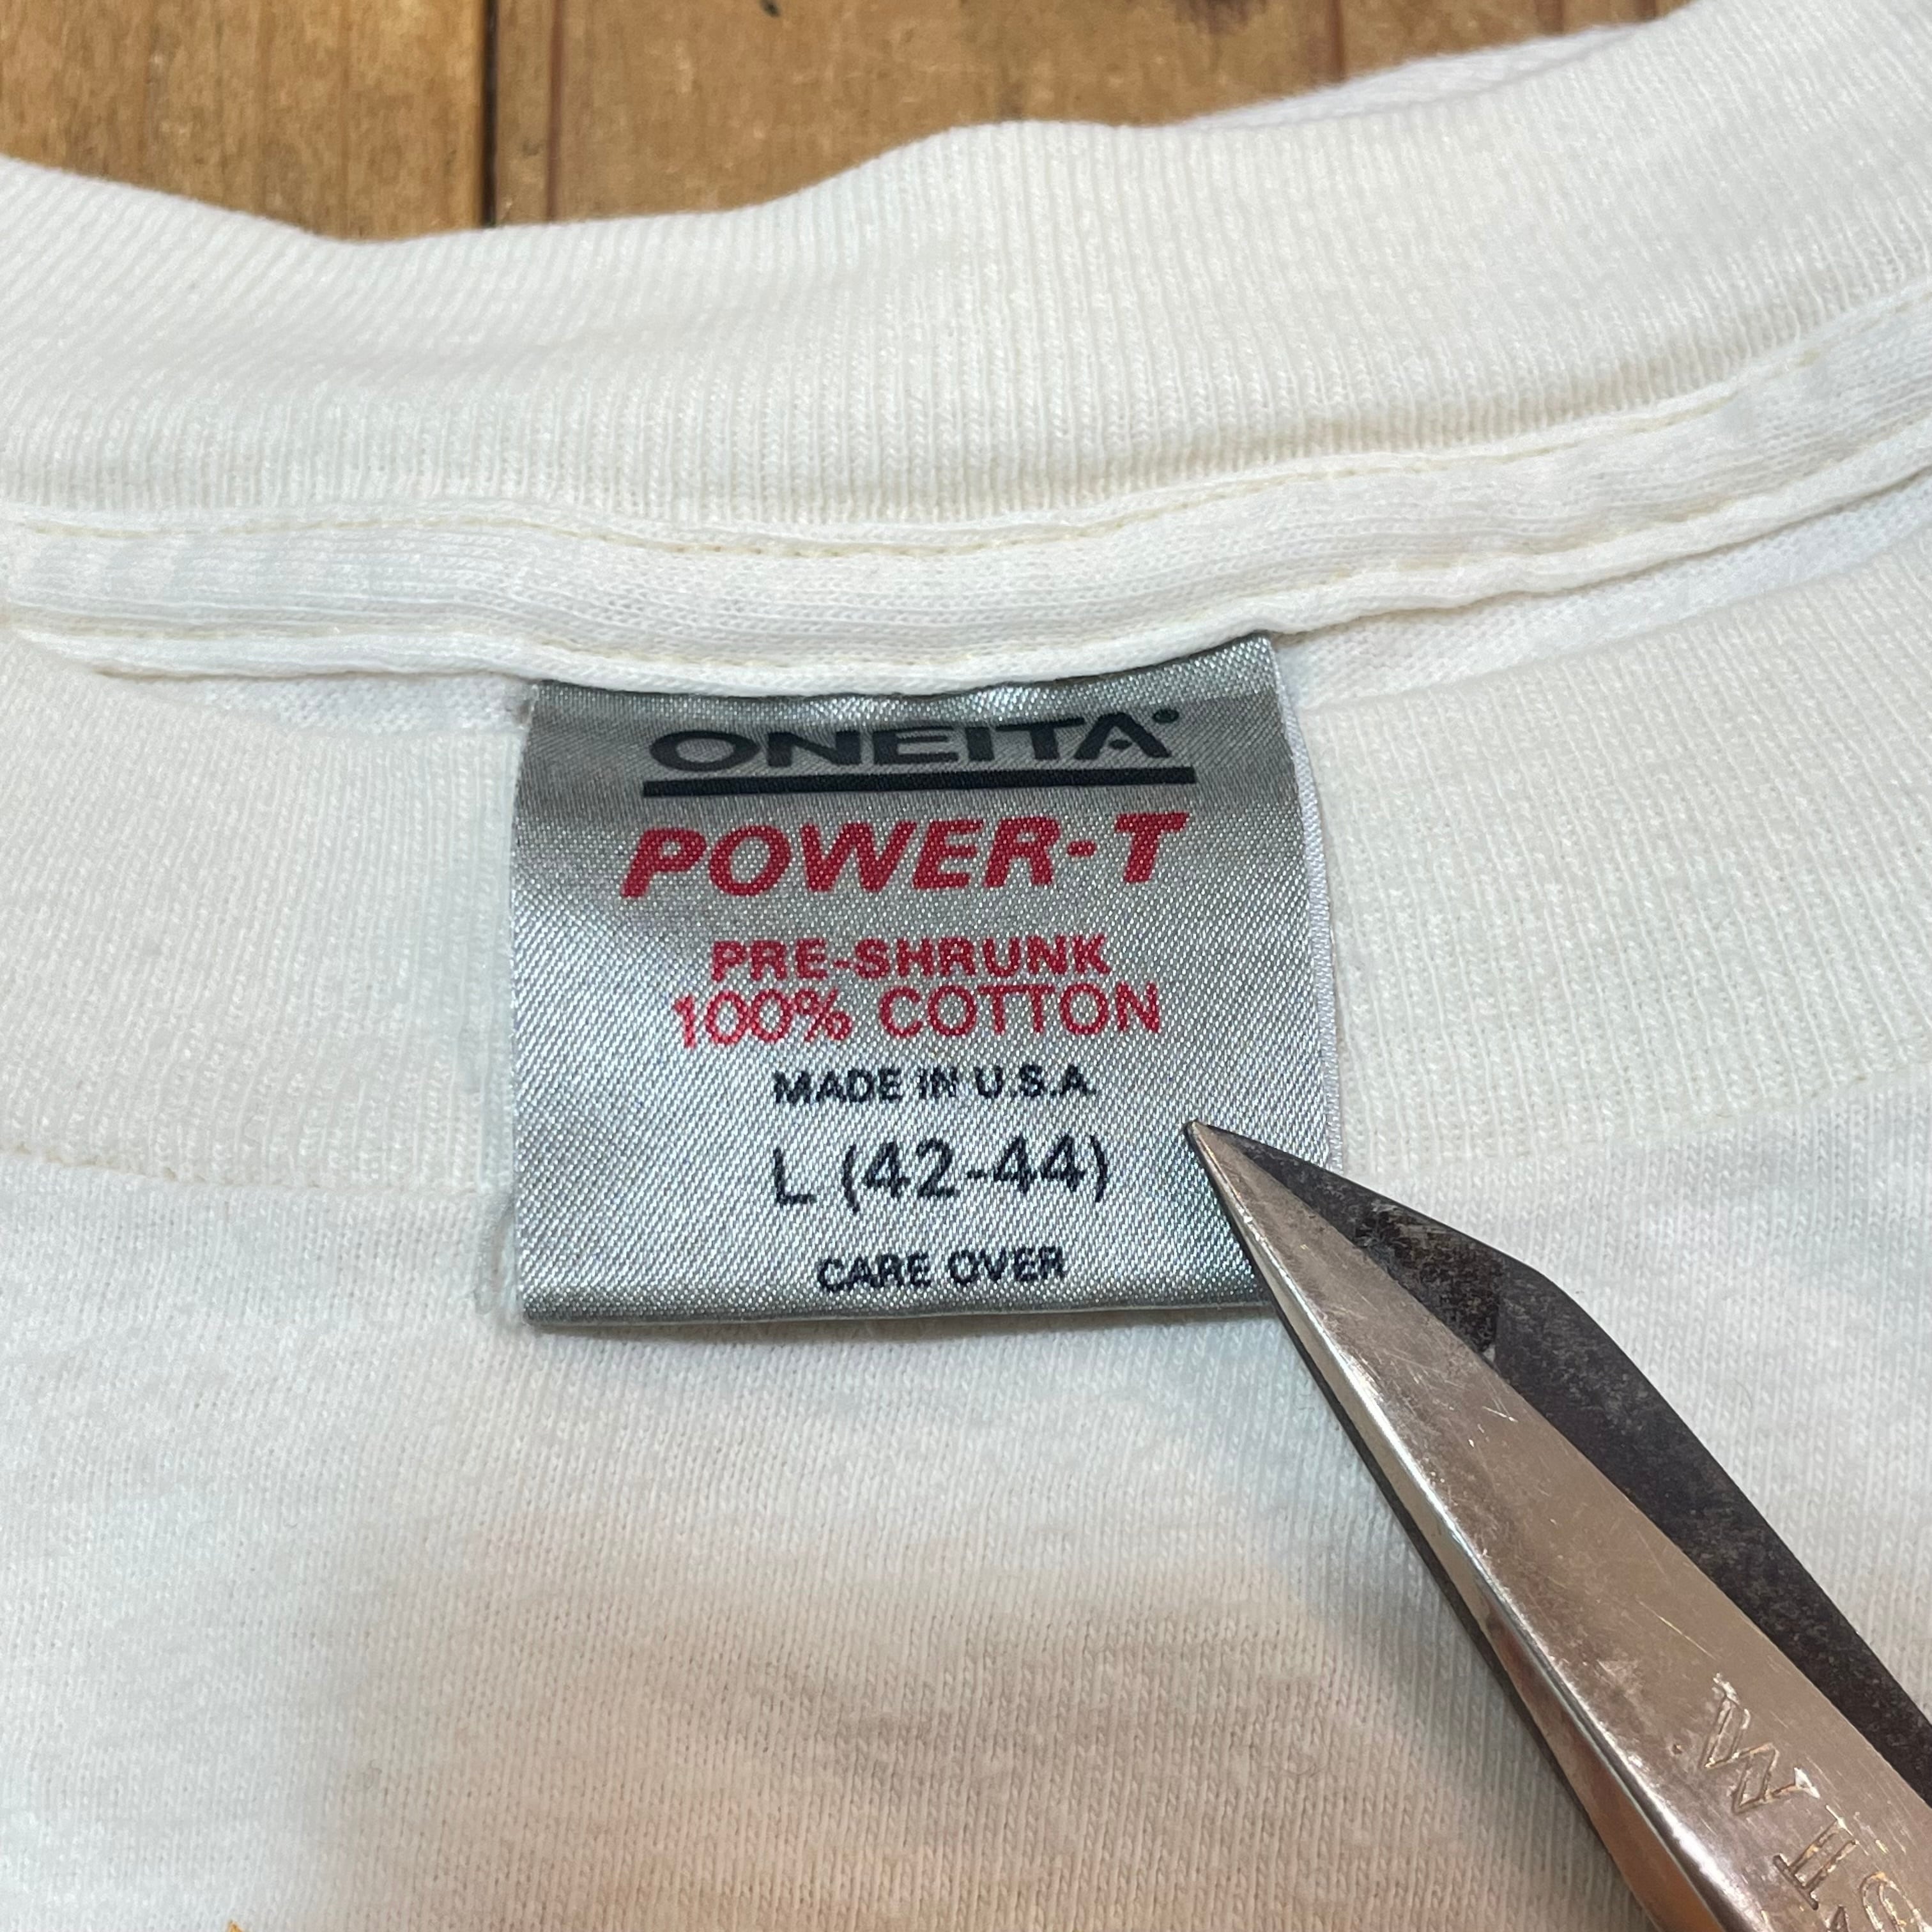 ONEITA
POWER-T
PRE-SHRUNK
100% COTTON
MADE IN U.S.A.
L (42-44)
CARE OVER